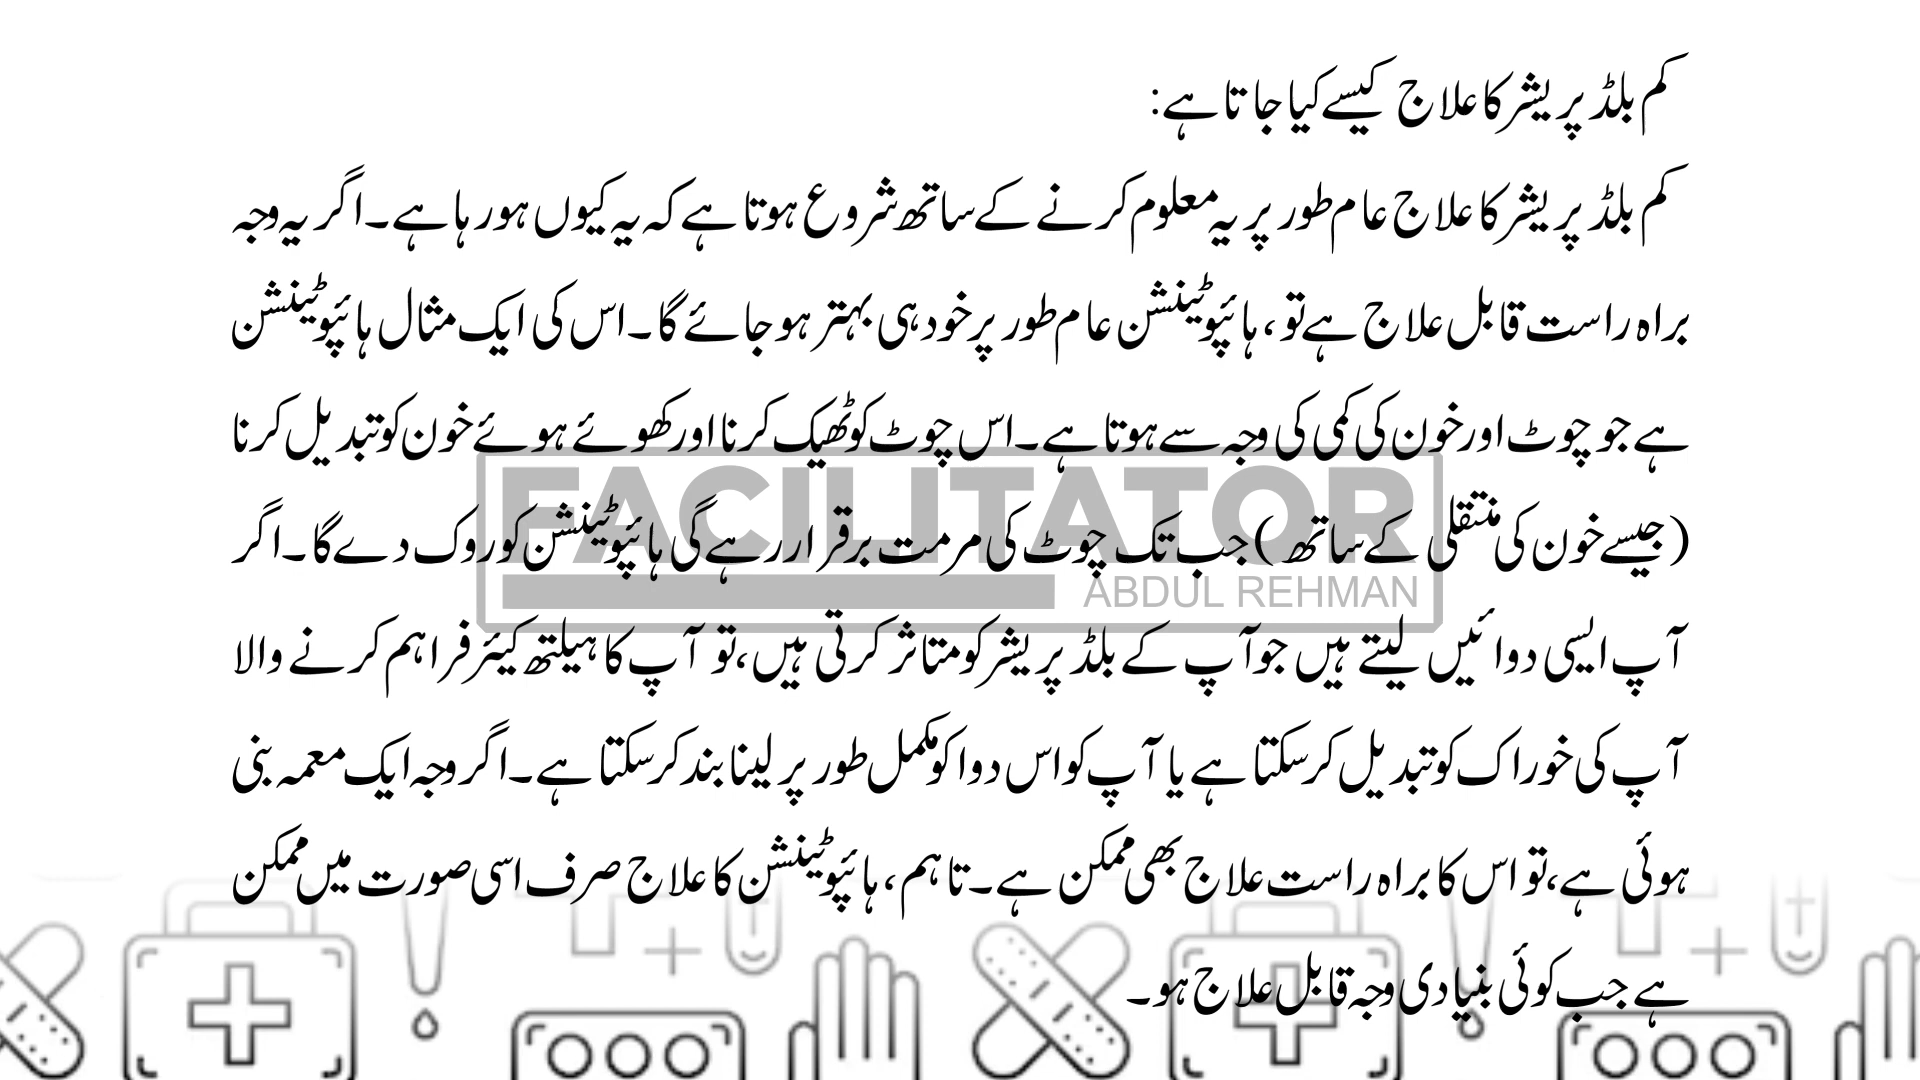 کم بلڈ پریشر کا علاج کیسے کیا جاتا ہے:
کم بلڈ پریشر کا علاج عام طور پر یہ معلوم کرنے کے ساتھ شروع ہوتا ہے کہ یہ کیوں ہو رہا ہے۔ اگر یہ وجہ
براہ راست قابل علاج ہے تو، ہائپوٹینشن عام طور پر خود ہی بہتر ہو جائے گا۔ اس کی ایک مثال ہائپوٹینشن
ہے جو چوٹ اور خون کی کمی کی وجہ سے ہوتا ہے۔ اس چوٹ کو ٹھیک کرنا اور کھوئے ہوئے خون کو تبدیل کرنا
(جیسے خون کی منتقلی کے ساتھ) جب تک چوٹ کی مرمت برقرار رہے گی ہائپوٹینشن کو روک دے گا۔ اگر
آپ ایسی دوائیں لیتے ہیں جو آپ کے بلڈ پریشر کو متاثر کرتی ہیں، تو آپ کا ہیلتھ کیئر فراہم کرنے والا
آپ کی خوراک کو تبدیل کر سکتا ہے یا آپ کو اس دوا کو مکمل طور پر لینا بند کر سکتا ہے۔ اگر وجہ ایک معمہ بنی
ہوئی ہے، تو اس کا براہ راست علاج بھی ممکن ہے۔ تاہم، ہائپوٹینشن کا علاج صرف اسی صورت میں ممکن
ہے جب کوئی بنیادی وجہ قابل علاج ہو۔
FACILITATOR
ABDUL REHMAN